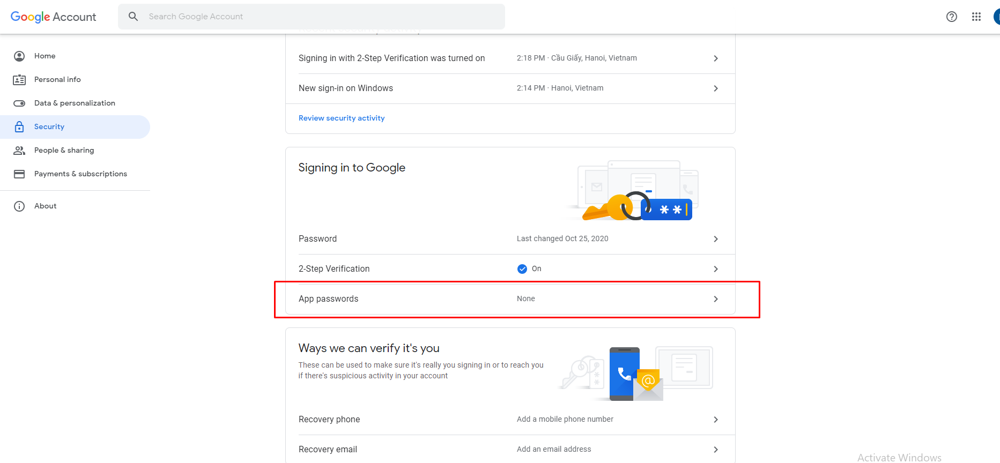 Google Account
Search Google Account
Home
Personal info
Data & personalization
Security
People & sharing
Payments & subscriptions
About
Recent security activity
Signing in with 2-Step Verification was turned on
2:18 PM · Cầu Giấy, Hanoi, Vietnam
New sign-in on Windows
2:14 PM · Hanoi, Vietnam
Review security activity
Signing in to Google
Password
Last changed Oct 25, 2020
2-Step Verification
On
App passwords
None
Ways we can verify it's you
These can be used to make sure it's really you signing in or to reach you
if there's suspicious activity in your account
Recovery phone
Add a mobile phone number
Recovery email
Add an email address
Activate Windows